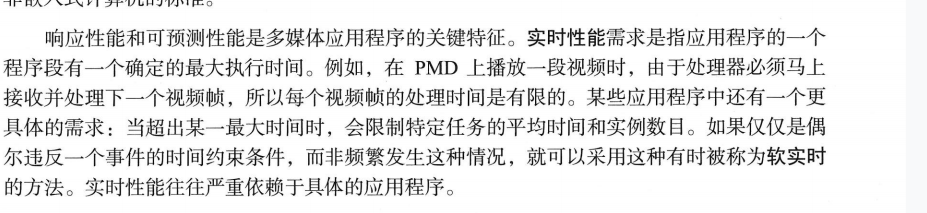 非嵌入式计算机的标准。
响应性能和可预测性能是多媒体应用程序的关键特征。实时性能需求是指应用程序的一个
程序段有一个确定的最大执行时间。例如，在 PMD 上播放一段视频时，由于处理器必须马上
接收并处理下一个视频帧，所以每个视频帧的处理时间是有限的。某些应用程序中还有一个更
具体的需求：当超出某一最大时间时，会限制特定任务的平均时间和实例数目。如果仅仅是偶
尔违反一个事件的时间约束条件，而非频繁发生这种情况，就可以采用这种有时被称为软实时
的方法。实时性能往往严重依赖于具体的应用程序。